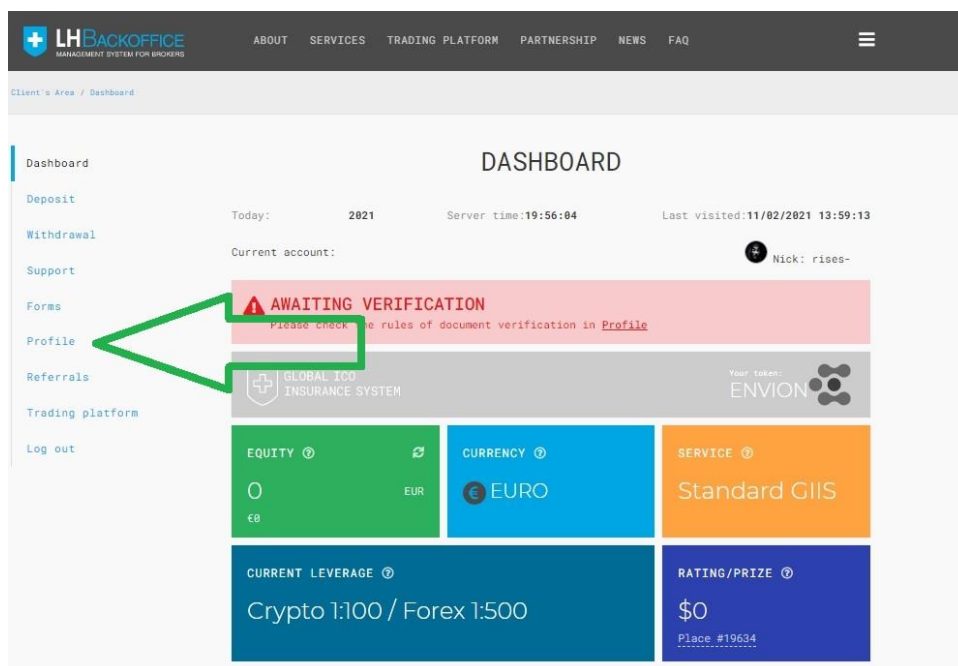 LHBACKOFFICE
MANAGEMENT SYSTEM FOR BROKERS
ABOUT SERVICES TRADING PLATFORM PARTNERSHIP NEWS FAQ
Client's Area / Dashboard
Dashboard
Deposit
Withdrawal
Support
Forms
Profile
Referrals
Trading platform
Log out
DASHBOARD
Today: 2021 Server time:19:56:04 Last visited:11/02/2021 13:59:13
Current account: Nick: rises-
AWAITING VERIFICATION
Please check the rules of document verification in Profile
GLOBAL ICO
INSURANCE SYSTEM
Your token:
ENVION
EQUITY
0 EUR
€0
CURRENCY
€ EURO
SERVICE
Standard GIIS
CURRENT LEVERAGE
Crypto 1:100 / Forex 1:500
RATING/PRIZE
$0
Place #19634